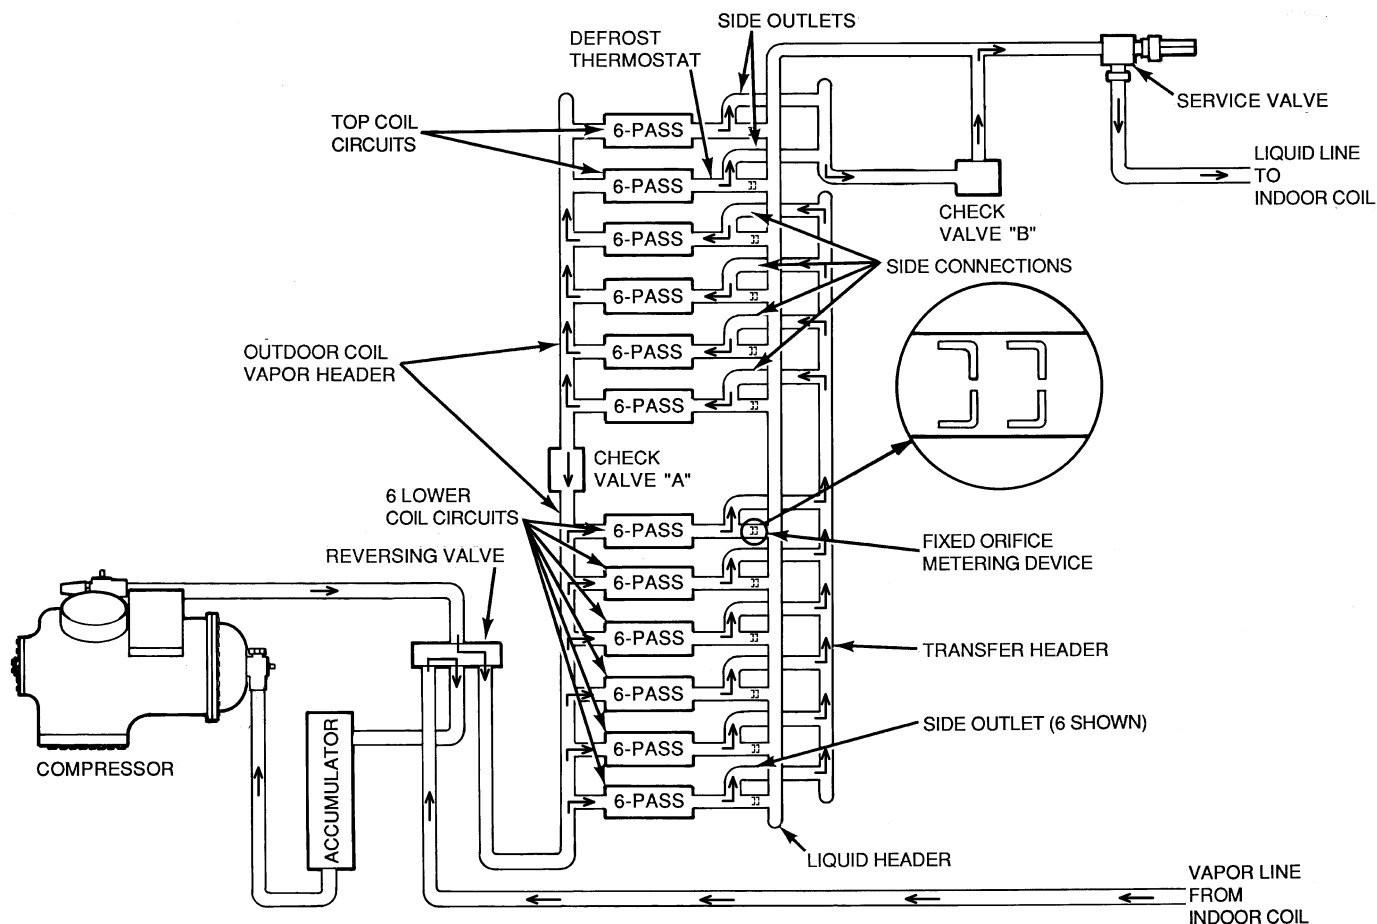 SIDE OUTLETS
DEFROST
THERMOSTAT
SERVICE VALVE
TOP COIL
CIRCUITS
6-PASS
6-PASS
LIQUID LINE
TO
INDOOR COIL
CHECK
VALVE "B"
6-PASS
SIDE CONNECTIONS
6-PASS
OUTDOOR COIL
VAPOR HEADER
6-PASS
6-PASS
CHECK
VALVE "A"
6 LOWER
COIL CIRCUITS
6-PASS
FIXED ORIFICE
METERING DEVICE
REVERSING VALVE
6-PASS
6-PASS
TRANSFER HEADER
6-PASS
SIDE OUTLET (6 SHOWN)
6-PASS
COMPRESSOR
ACCUMULATOR
6-PASS
LIQUID HEADER
VAPOR LINE
FROM
INDOOR COIL